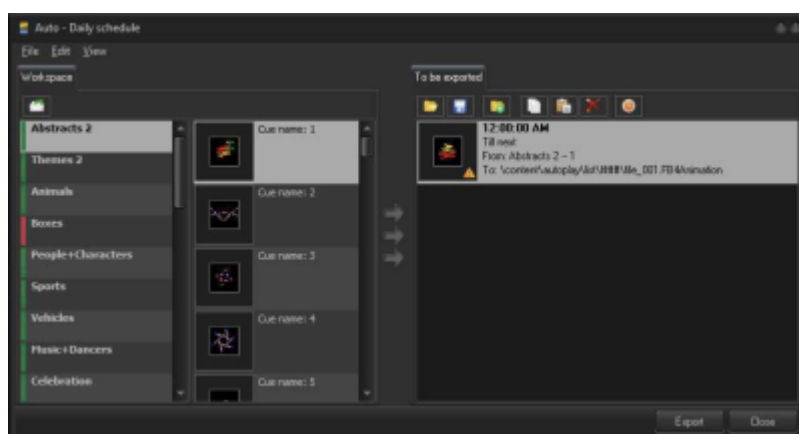 Auto - Daily schedule
File Edit View
Workspace
To be exported
Abstracts 2
Themes 2
Animals
Boxes
People+Characters
Sports
Vehicles
Music+Dancers
Celebration
Cue name: 1
Cue name: 2
Cue name: 3
Cue name: 4
Cue name: 5
12:00:00 AM
Till next
From: Abstracts 2 - 1
To:
Export
Close